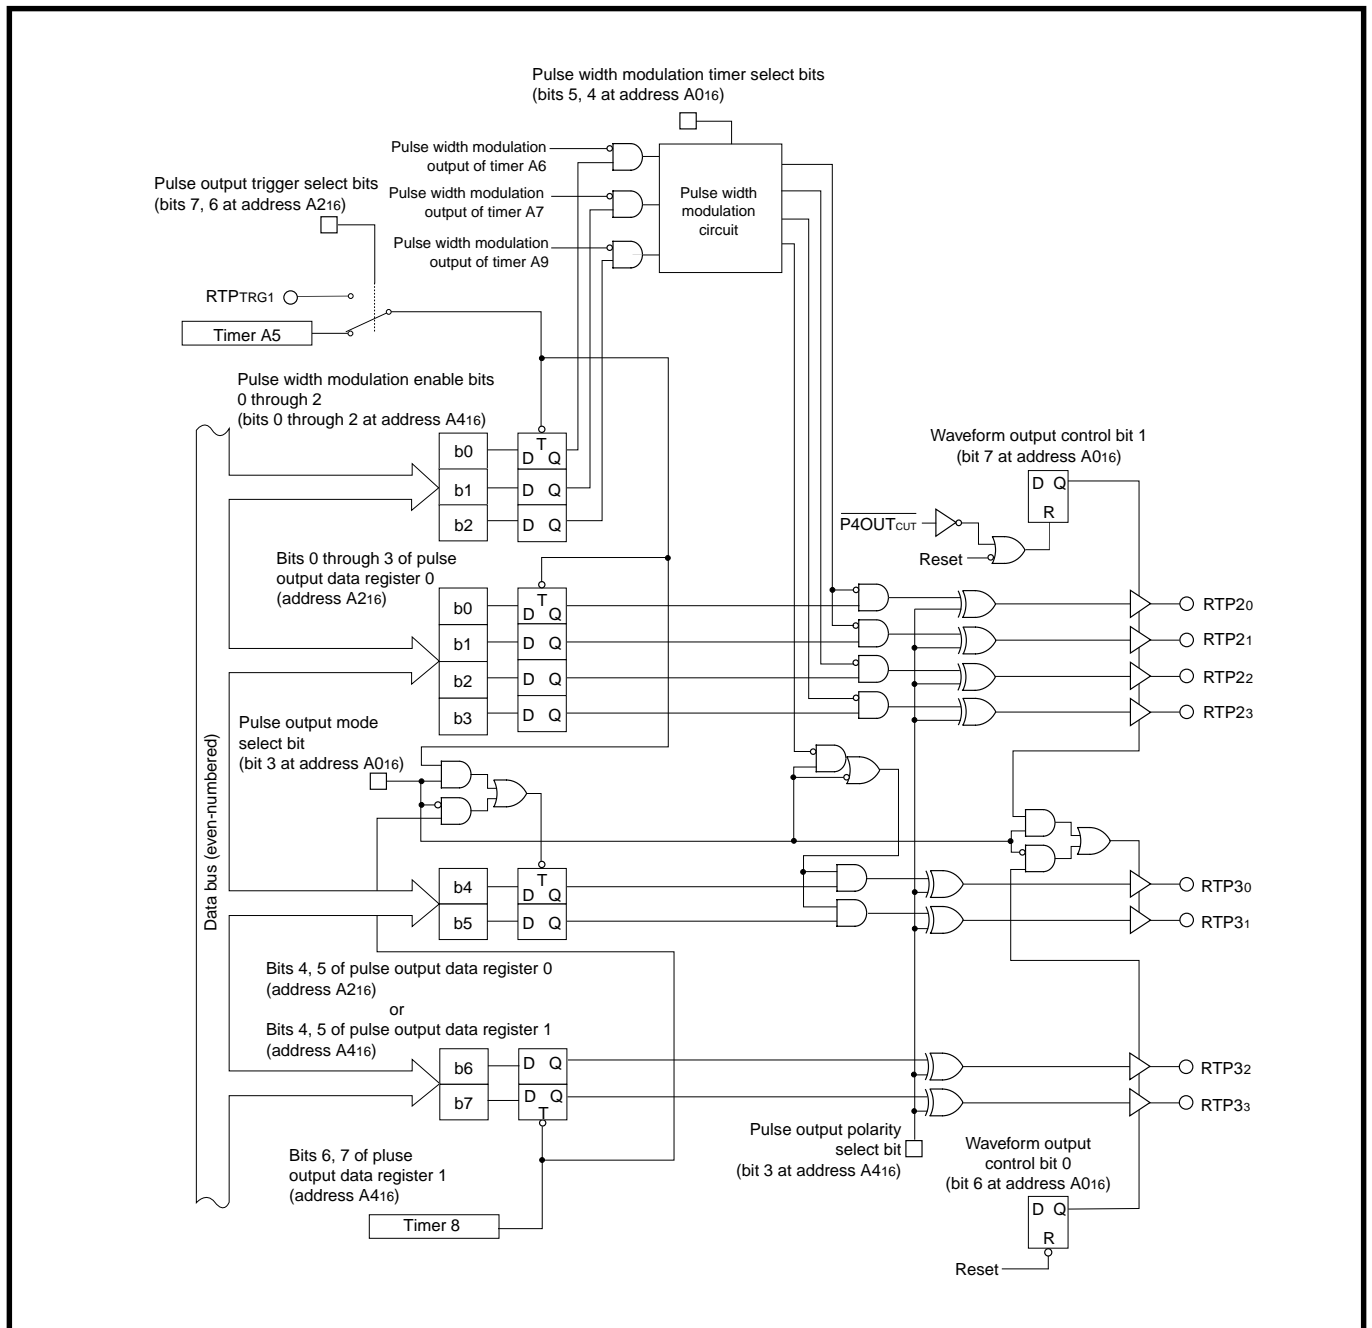 Pulse width modulation timer select bits
(bits 5, 4 at address A016)
Pulse width modulation
output of timer A6
Pulse width modulation
output of timer A7
Pulse width modulation
output of timer A9
Pulse width
modulation
circuit
Pulse output trigger select bits
(bits 7, 6 at address A216)
RTPTRG1
Timer A5
Pulse width modulation enable bits
0 through 2
(bits 0 through 2 at address A416)
b0
T
D Q
b1
D Q
b2
D Q
Waveform output control bit 1
(bit 7 at address A016)
D Q
R
P4OUTCUT
Reset
Bits 0 through 3 of pulse
output data register 0
(address A216)
b0
T
D Q
b1
D Q
b2
D Q
b3
D Q
RTP20
RTP21
RTP22
RTP23
Pulse output mode
select bit
(bit 3 at address A016)
Data bus (even-numbered)
b4
T
D Q
b5
D Q
RTP30
RTP31
Bits 4, 5 of pulse output data register 0
(address A216)
or
Bits 4, 5 of pulse output data register 1
(address A416)
b6
D Q
b7
D Q
T
RTP32
RTP33
Bits 6, 7 of pluse
output data register 1
(address A416)
Timer 8
Pulse output polarity
select bit
(bit 3 at address A416)
Waveform output
control bit 0
(bit 6 at address A016)
D Q
R
Reset